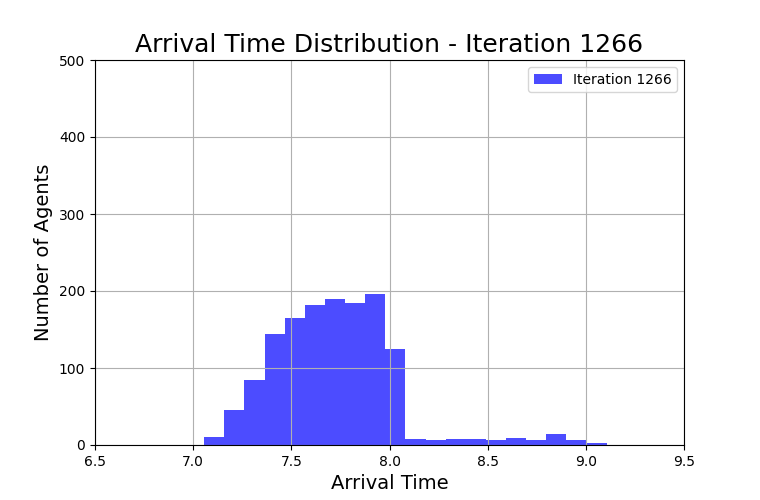 Arrival Time Distribution - Iteration 1266
Iteration 1266
Number of Agents
500
400
300
200
100
0
6.5 7.0 7.5 8.0 8.5 9.0 9.5
Arrival Time